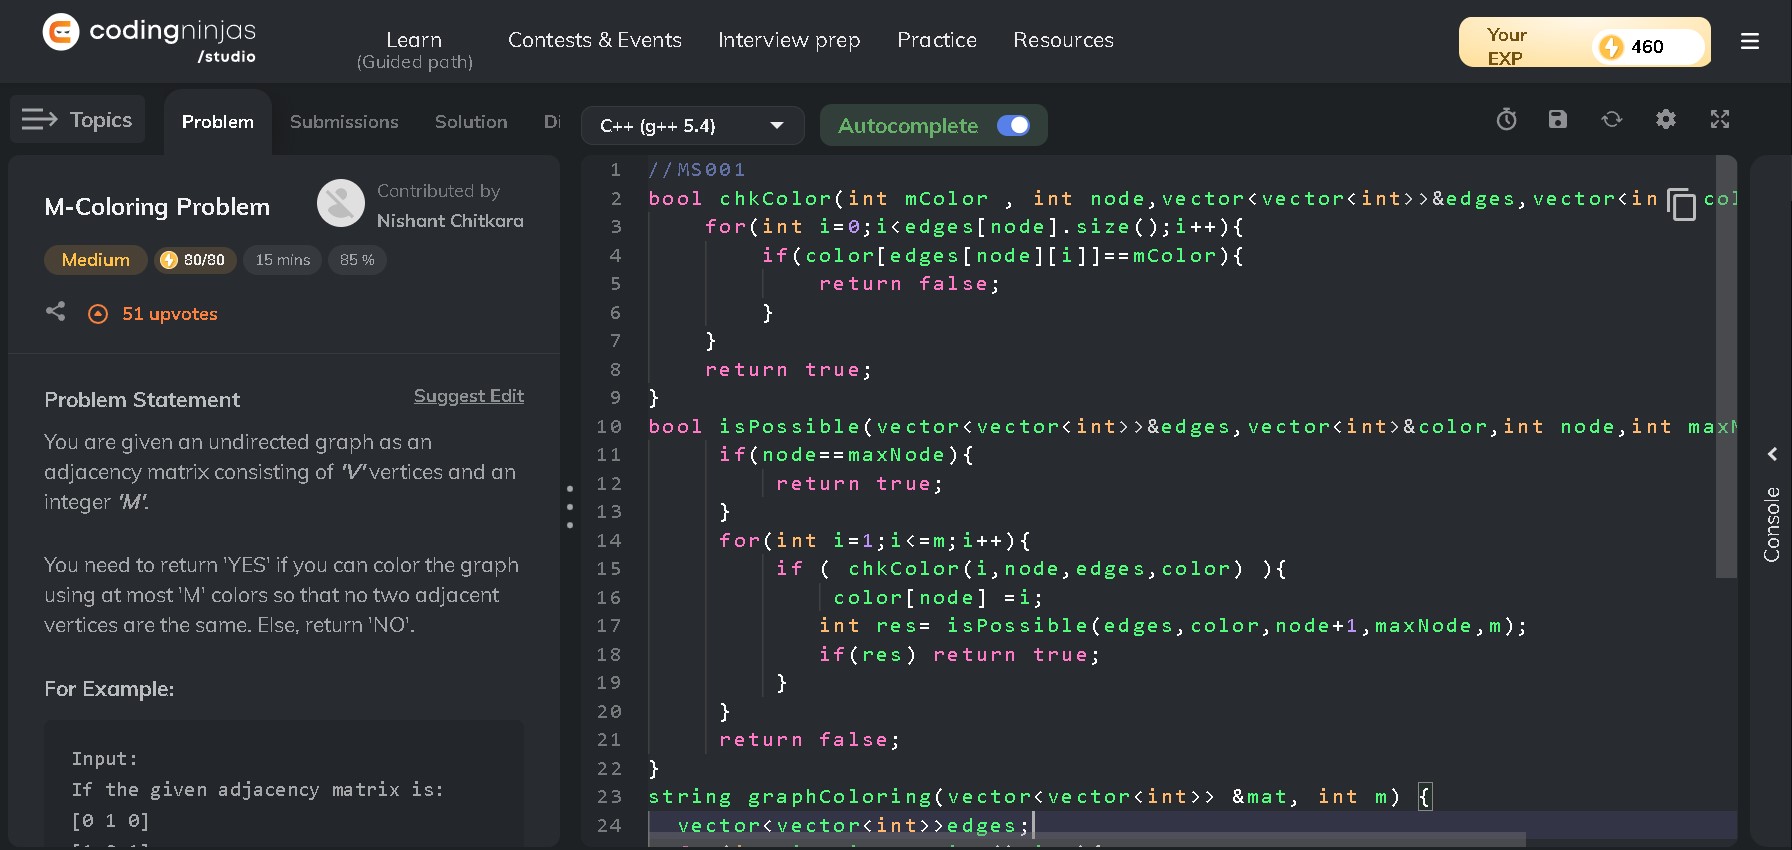 codingninjas
/studio
Learn
(Guided path)
Contests & Events
Interview prep
Practice
Resources
Your
EXP
460
Topics
Problem
Submissions
Solution
Di
C++ (g++ 5.4)
Autocomplete
M-Coloring Problem
Contributed by
Nishant Chitkara
Medium
80/80
15 mins
85 %
51 upvotes
Problem Statement
Suggest Edit
You are given an undirected graph as an
adjacency matrix consisting of 'V' vertices and an
integer 'M'.
You need to return 'YES' if you can color the graph
using at most 'M' colors so that no two adjacent
vertices are the same. Else, return 'NO'.
For Example:
Input:
If the given adjacency matrix is:
[0 1 0]
1 //MS001
2 bool chkColor(int mColor , int node,vector<vector<int>>&edges,vector<in col
3 for(int i=0;i<edges[node].size();i++){
4 if(color[edges[node][i]]==mColor){
5 return false;
6 }
7 }
8 return true;
9 }
10 bool isPossible(vector<vector<int>>&edges,vector<int>&color,int node,int maxN
11 if(node==maxNode){
12 return true;
13 }
14 for(int i=1;i<=m;i++){
15 if ( chkColor(i,node,edges,color) ){
16 color[node] =i;
17 int res= isPossible(edges,color,node+1,maxNode,m);
18 if(res) return true;
19 }
20 }
21 return false;
22 }
23 string graphColoring(vector<vector<int>> &mat, int m) {
24 vector<vector<int>>edges;
Console